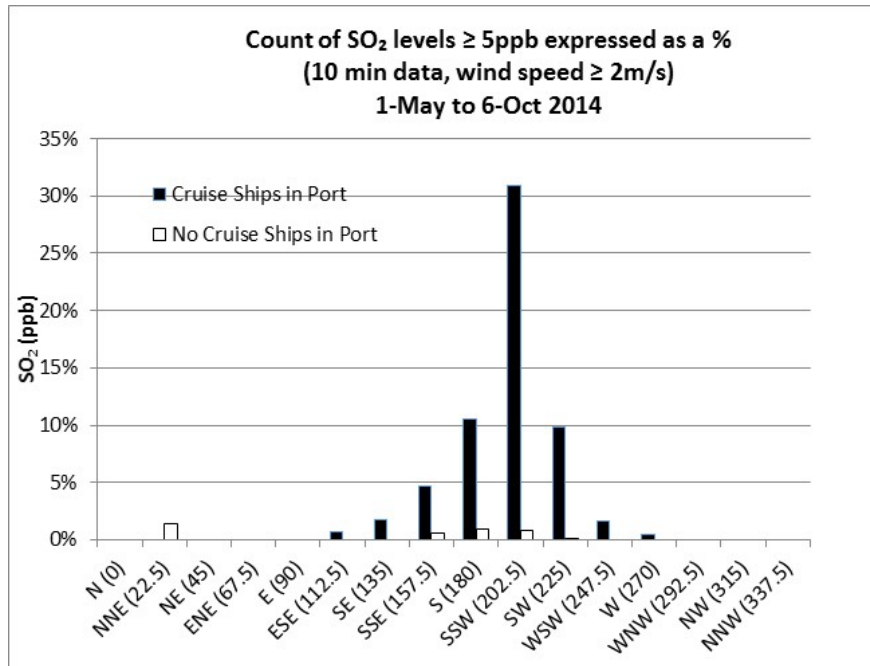 Count of SO₂ levels ≥ 5ppb expressed as a %
(10 min data, wind speed ≥ 2m/s)
1-May to 6-Oct 2014
35%
30%
25%
20%
15%
10%
5%
0%
SO₂ (ppb)
Cruise Ships in Port
No Cruise Ships in Port
N (0)
NNE (22.5)
NE (45)
ENE (67.5)
E (90)
ESE (112.5)
SE (135)
SSE (157.5)
S (180)
SSW (202.5)
SW (225)
WSW (247.5)
W (270)
WNW (292.5)
NW (315)
NNW (337.5)